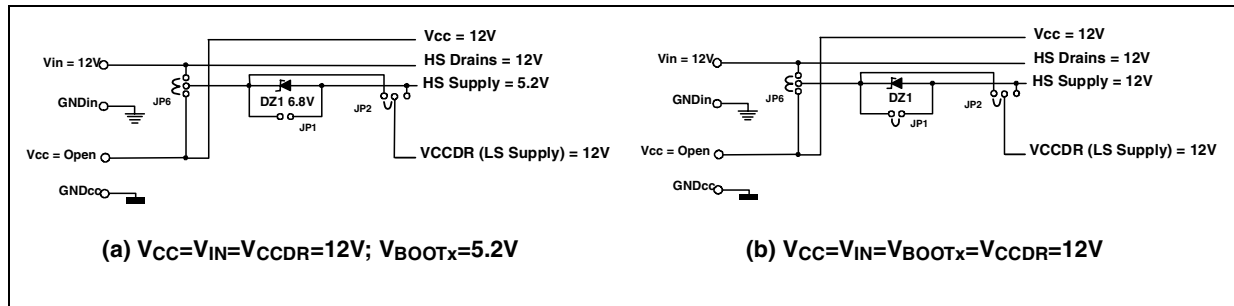 Vcc = 12V
Vin = 12V
HS Drains = 12V
HS Supply = 5.2V
JP6
DZ1 6.8V
JP2
GNDin
JP1
Vcc = Open
VCCDR (LS Supply) = 12V
GNDcc
(a) VCC=VIN=VCCDR=12V; VBOOTx=5.2V
Vcc = 12V
Vin = 12V
HS Drains = 12V
HS Supply = 12V
JP6
DZ1
JP2
GNDin
JP1
Vcc = Open
VCCDR (LS Supply) = 12V
GNDcc
(b) VCC=VIN=VBOOTx=VCCDR=12V